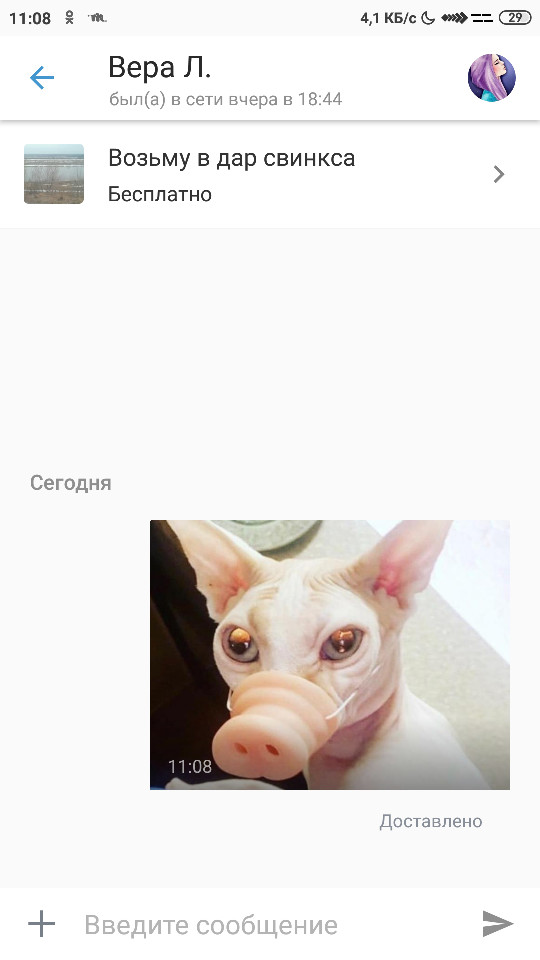 11:08 4,1 КБ/с 29
Вера Л.
был(а) в сети вчера в 18:44
Возьму в дар свинкса
Бесплатно
Сегодня
11:08
Доставлено
Введите сообщение